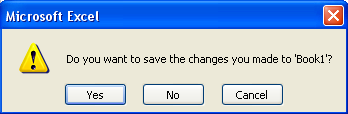 Microsoft Excel
Do you want to save the changes you made to 'Book1'?
Yes No Cancel